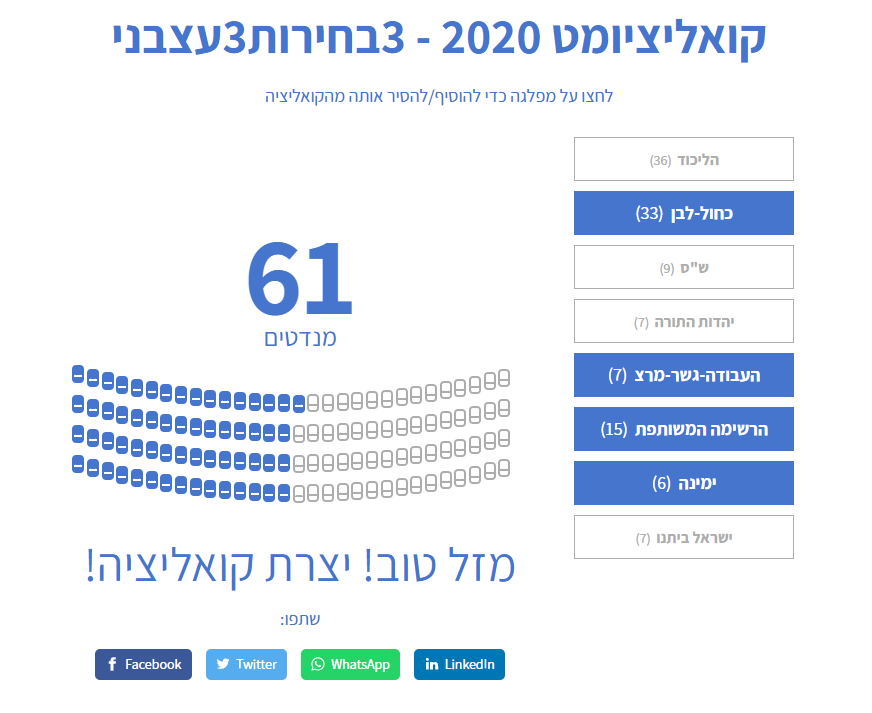 קואליציומט 2020 - 3בחירות3עצבני
לחצו על מפלגה כדי להוסיף/להסיר אותה מהקואליציה
הליכוד (36)
כחול-לבן (33)
ש"ס (9)
יהדות התורה (7)
העבודה-גשר-מרצ (7)
הרשימה המשותפת (15)
ימינה (6)
ישראל ביתנו (7)
61
מנדטים
מזל טוב! יצרת קואליציה!
שתפו:
Facebook
Twitter
WhatsApp
LinkedIn